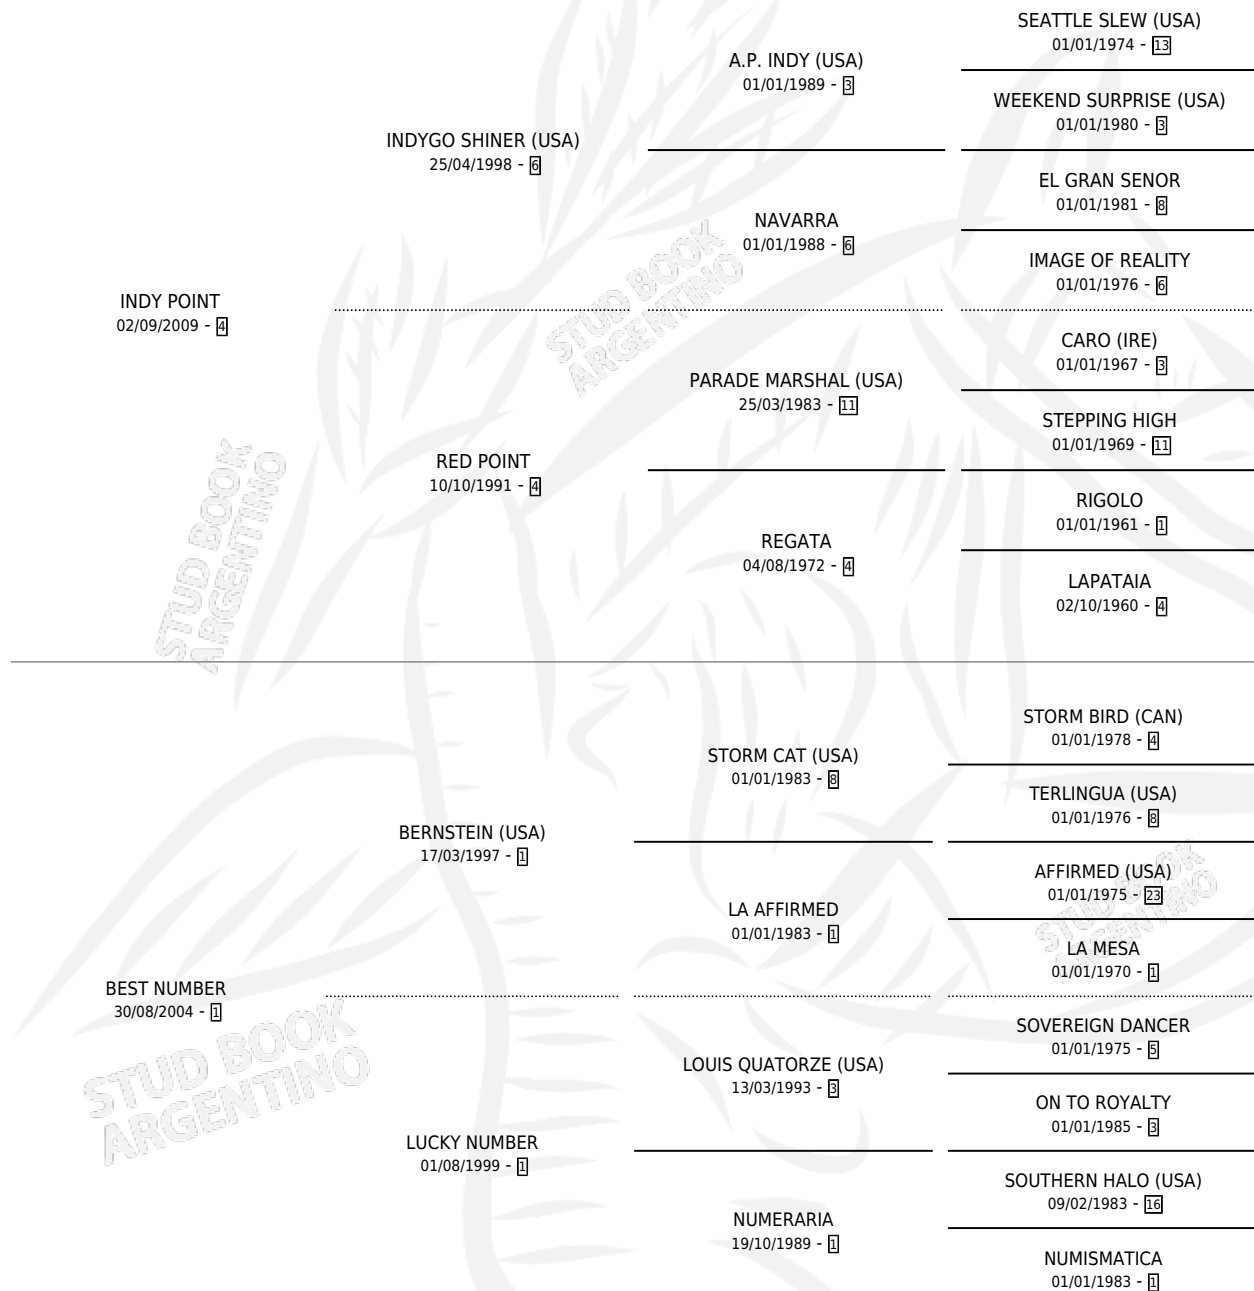 SEATTLE SLEW (USA)
01/01/1974 - 13
A.P. INDY (USA)
01/01/1989 - 3
WEEKEND SURPRISE (USA)
01/01/1980 - 3
INDYGO SHINER (USA)
25/04/1998 - 6
EL GRAN SENOR
01/01/1981 - 8
NAVARRA
01/01/1988 - 6
IMAGE OF REALITY
01/01/1976 - 6
INDY POINT
02/09/2009 - 4
CARO (IRE)
01/01/1967 - 3
PARADE MARSHAL (USA)
25/03/1983 - 11
STEPPING HIGH
01/01/1969 - 11
RED POINT
10/10/1991 - 4
RIGOLO
01/01/1961 - 1
REGATA
04/08/1972 - 4
LAPATAIA
02/10/1960 - 4
STORM BIRD (CAN)
01/01/1978 - 4
STORM CAT (USA)
01/01/1983 - 8
TERLINGUA (USA)
01/01/1976 - 8
BERNSTEIN (USA)
17/03/1997 - 1
AFFIRMED (USA)
01/01/1975 - 23
LA AFFIRMED
01/01/1983 - 1
LA MESA
01/01/1970 - 1
BEST NUMBER
30/08/2004 - 1
SOVEREIGN DANCER
01/01/1975 - 5
LOUIS QUATORZE (USA)
13/03/1993 - 3
ON TO ROYALTY
01/01/1985 - 3
LUCKY NUMBER
01/08/1999 - 1
SOUTHERN HALO (USA)
09/02/1983 - 16
NUMERARIA
19/10/1989 - 1
NUMISMATICA
01/01/1983 - 1
STUD BOOK
ARGENTINO
STUD BOOK
ARGENTINO
STUD BOOK
ARGENTINO
STUD BOOK
ARGENTINO